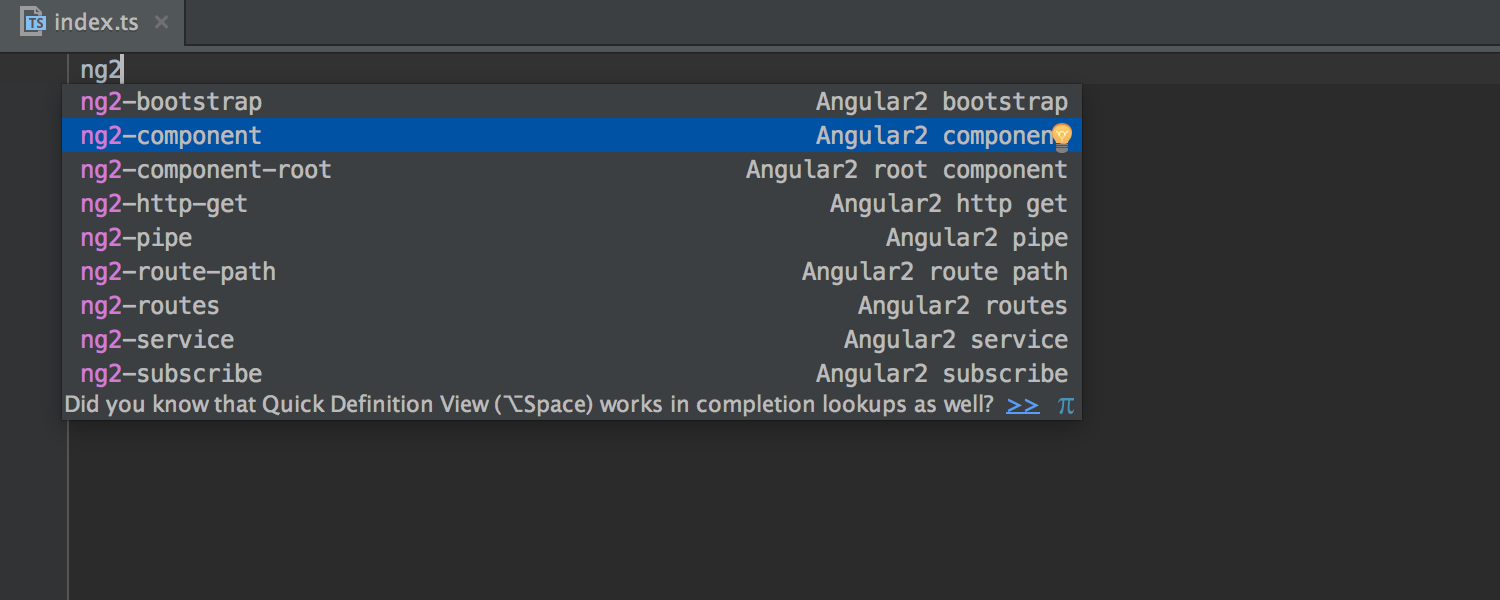 TS index.ts ×
ng2
ng2-bootstrap Angular2 bootstrap
ng2-component Angular2 componen
ng2-component-root Angular2 root component
ng2-http-get Angular2 http get
ng2-pipe Angular2 pipe
ng2-route-path Angular2 route path
ng2-routes Angular2 routes
ng2-service Angular2 service
ng2-subscribe Angular2 subscribe
Did you know that Quick Definition View (⌥Space) works in completion lookups as well? >> π